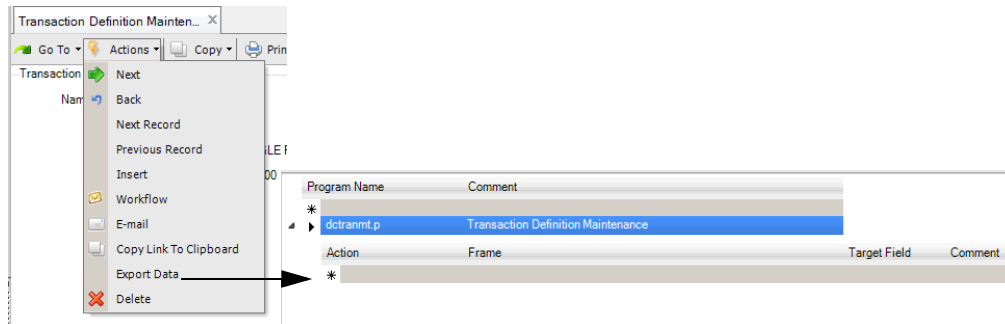 Transaction Definition Mainten...
Go To Actions Copy Prin
Transaction
Nam
Next
Back
Next Record
Previous Record
Insert
Workflow
E-mail
Copy Link To Clipboard
Export Data
Delete
GLE F
00
Program Name Comment
dctranmt.p Transaction Definition Maintenance
Action Frame Target Field Comment